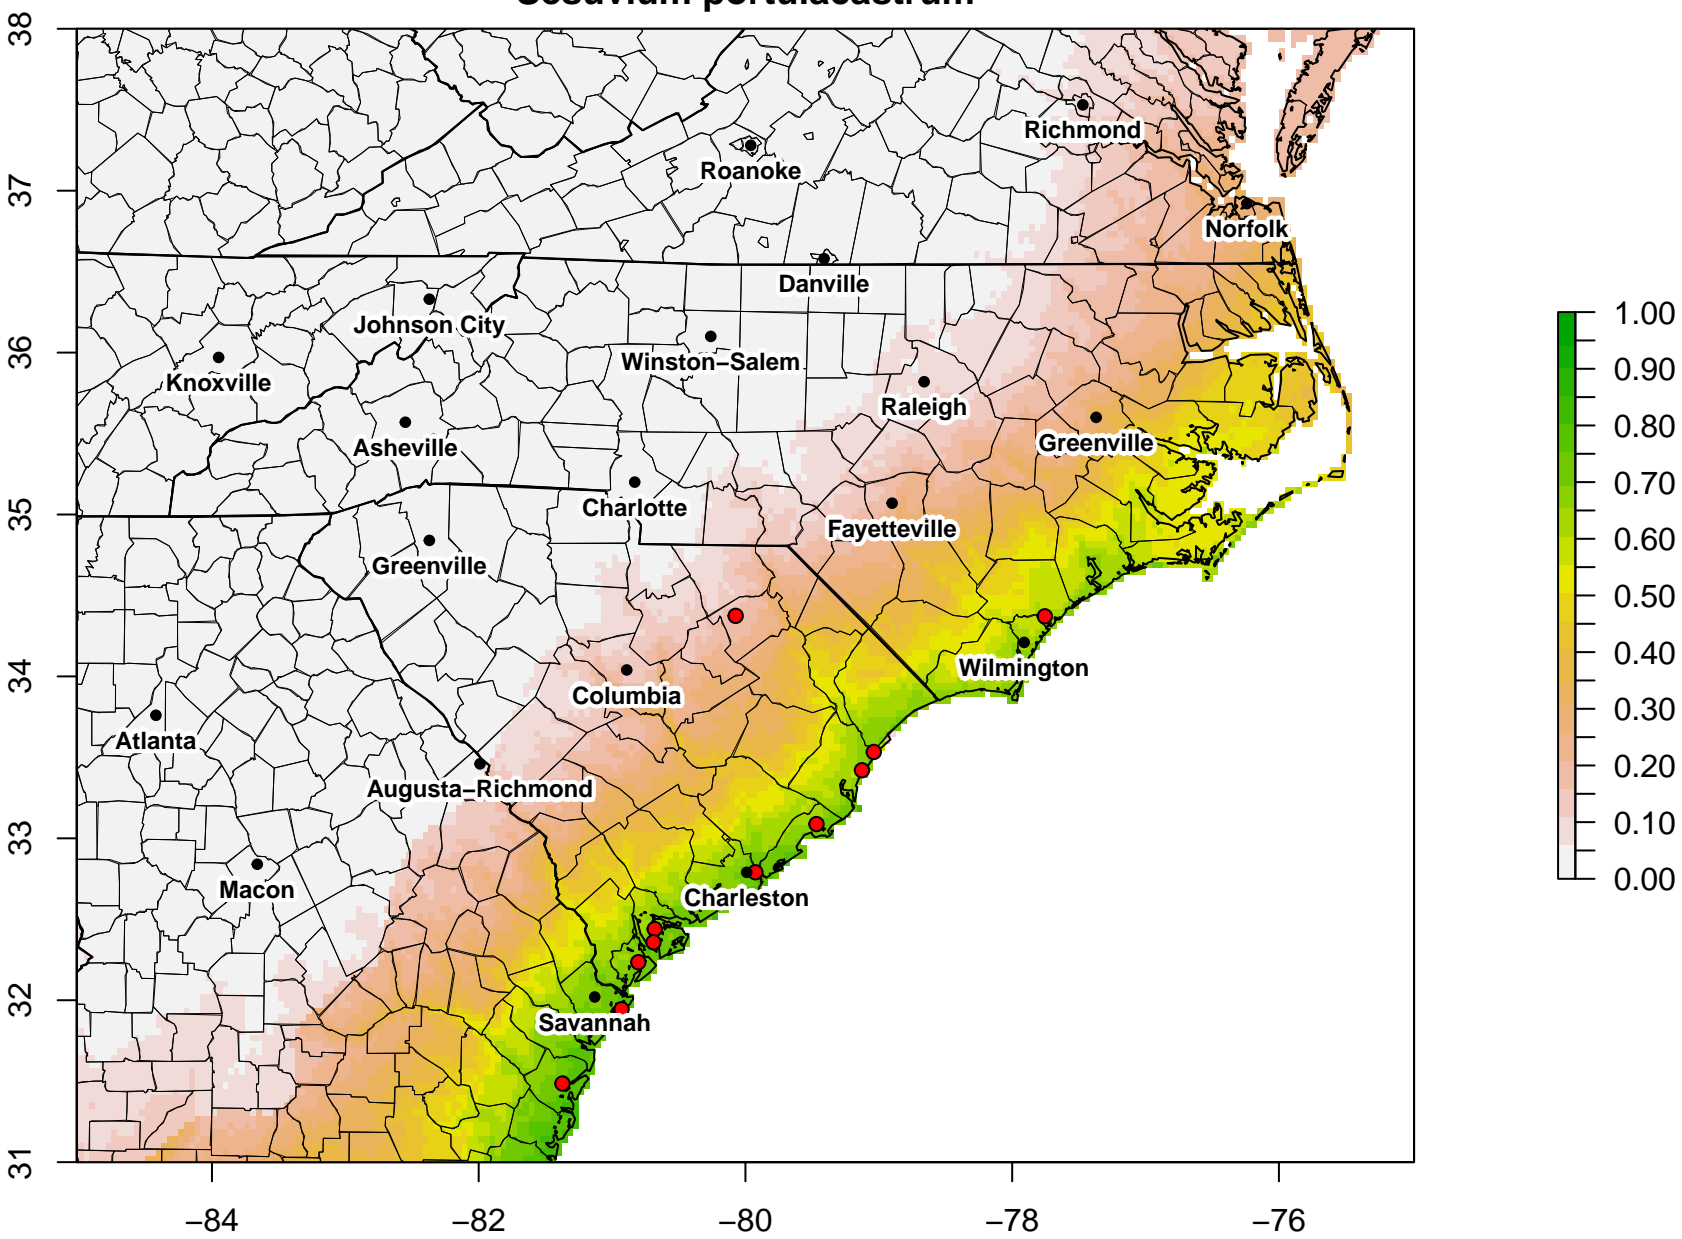 Sesuvium portulacastrum
38
37
36
35
34
33
32
31
−84
−82
−80
−78
−76
Richmond
Roanoke
Norfolk
Danville
Johnson City
Winston−Salem
Knoxville
Raleigh
Asheville
Greenville
Charlotte
Fayetteville
Greenville
Wilmington
Columbia
Atlanta
Augusta−Richmond
Macon
Charleston
Savannah
1.00
0.90
0.80
0.70
0.60
0.50
0.40
0.30
0.20
0.10
0.00